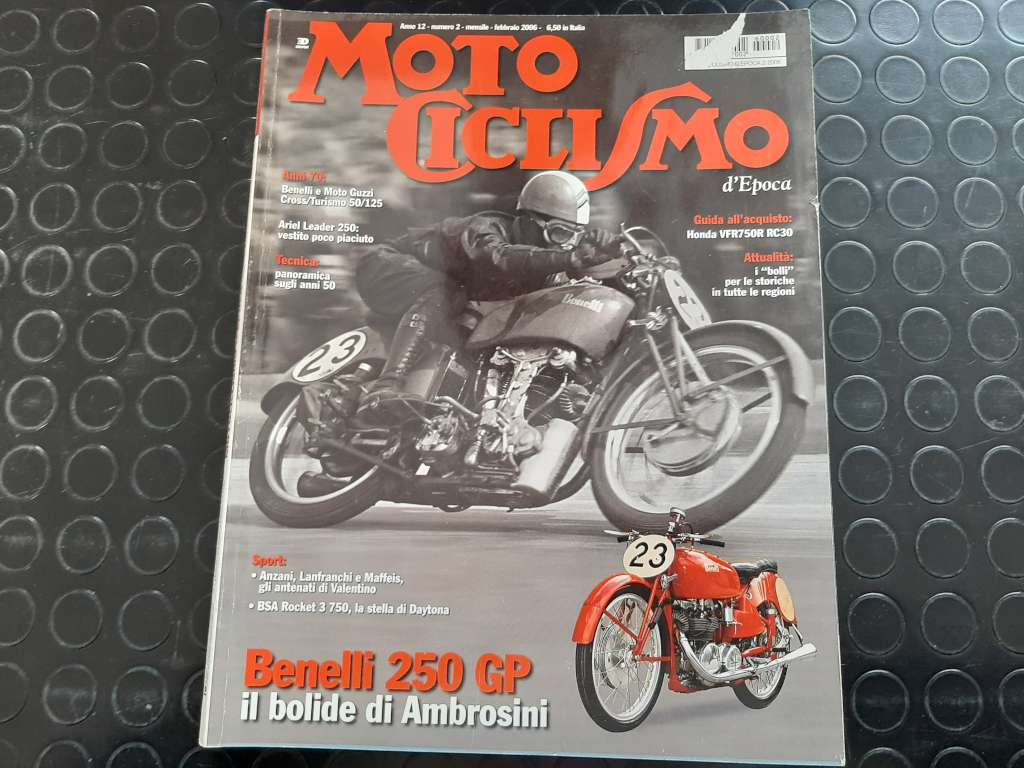 Anno 12 - numero 2 - mensile - febbraio 2006 - 6,50 in Italia
MOTO
CICLISMO
d'Epoca
60002
Anni 70:
Benelli e Moto Guzzi
Cross/Turismo 50/125
Ariel Leader 250:
vestito poco piaciuto
Tecnica:
panoramica
sugli anni 50
Guida all'acquisto:
Honda VFR750R RC30
Attualità:
i "bolli"
per le storiche
in tutte le regioni
Benelli
23
Sport:
• Anzani, Lanfranchi e Maffeis,
gli antenati di Valentino
• BSA Rocket 3 750, la stella di Daytona
23
Benelli 250 GP
il bolide di Ambrosini